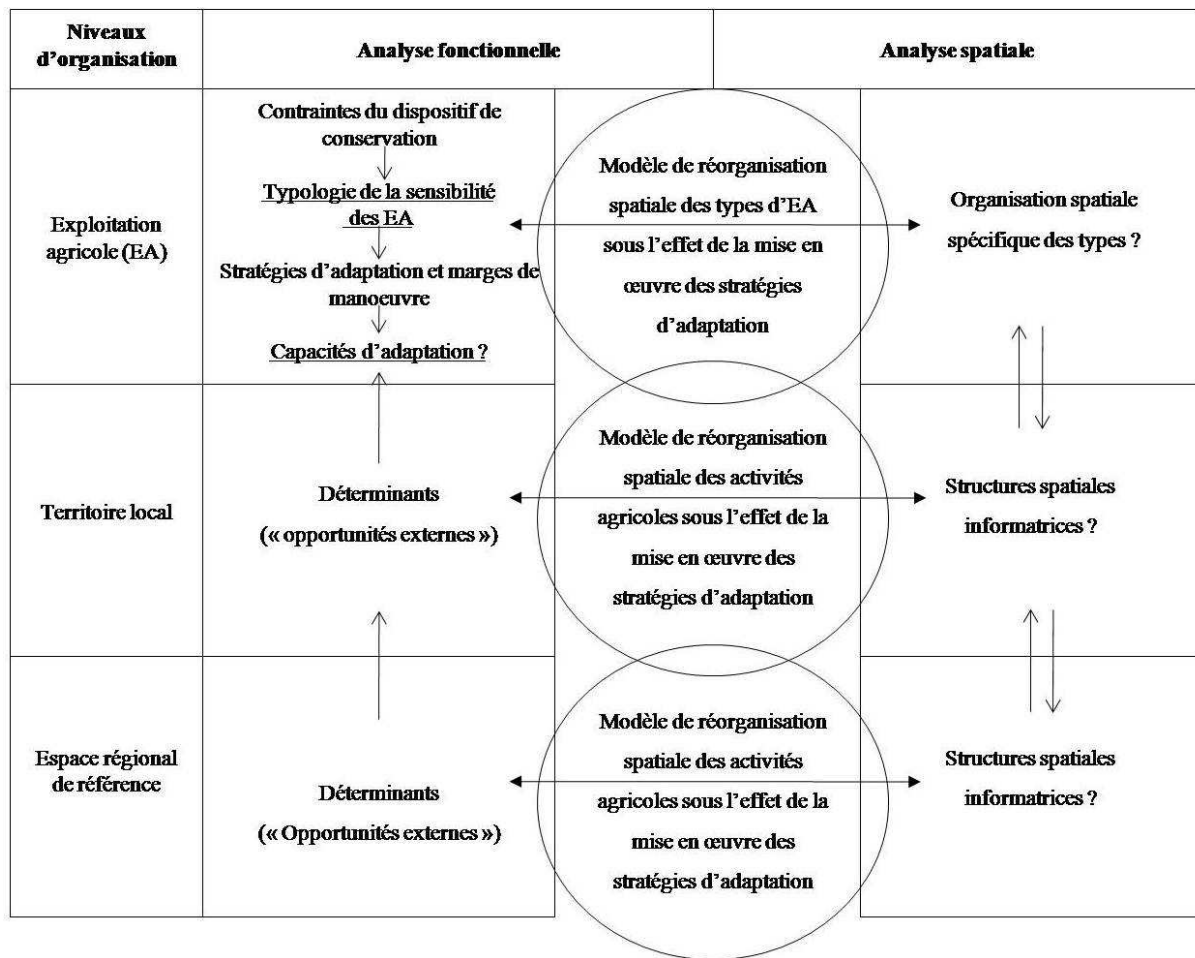 Niveaux
d’organisation
Analyse fonctionnelle
Analyse spatiale
Exploitation
agricole (EA)
Contraintes du dispositif de
conservation
Typologie de la sensibilité
des EA
Stratégies d’adaptation et marges de
manoeuvre
Capacités d’adaptation ?
Modèle de réorganisation
spatiale des types d’EA
sous l’effet de la mise en
œuvre des stratégies
d’adaptation
Organisation spatiale
spécifique des types ?
Territoire local
Déterminants
(« opportunités externes »)
Modèle de réorganisation
spatiale des activités
agricoles sous l’effet de la
mise en œuvre des
stratégies d’adaptation
Structures spatiales
informatrices ?
Espace régional
de référence
Déterminants
(« Opportunités externes »)
Modèle de réorganisation
spatiale des activités
agricoles sous l’effet de la
mise en œuvre des
stratégies d’adaptation
Structures spatiales
informatrices ?